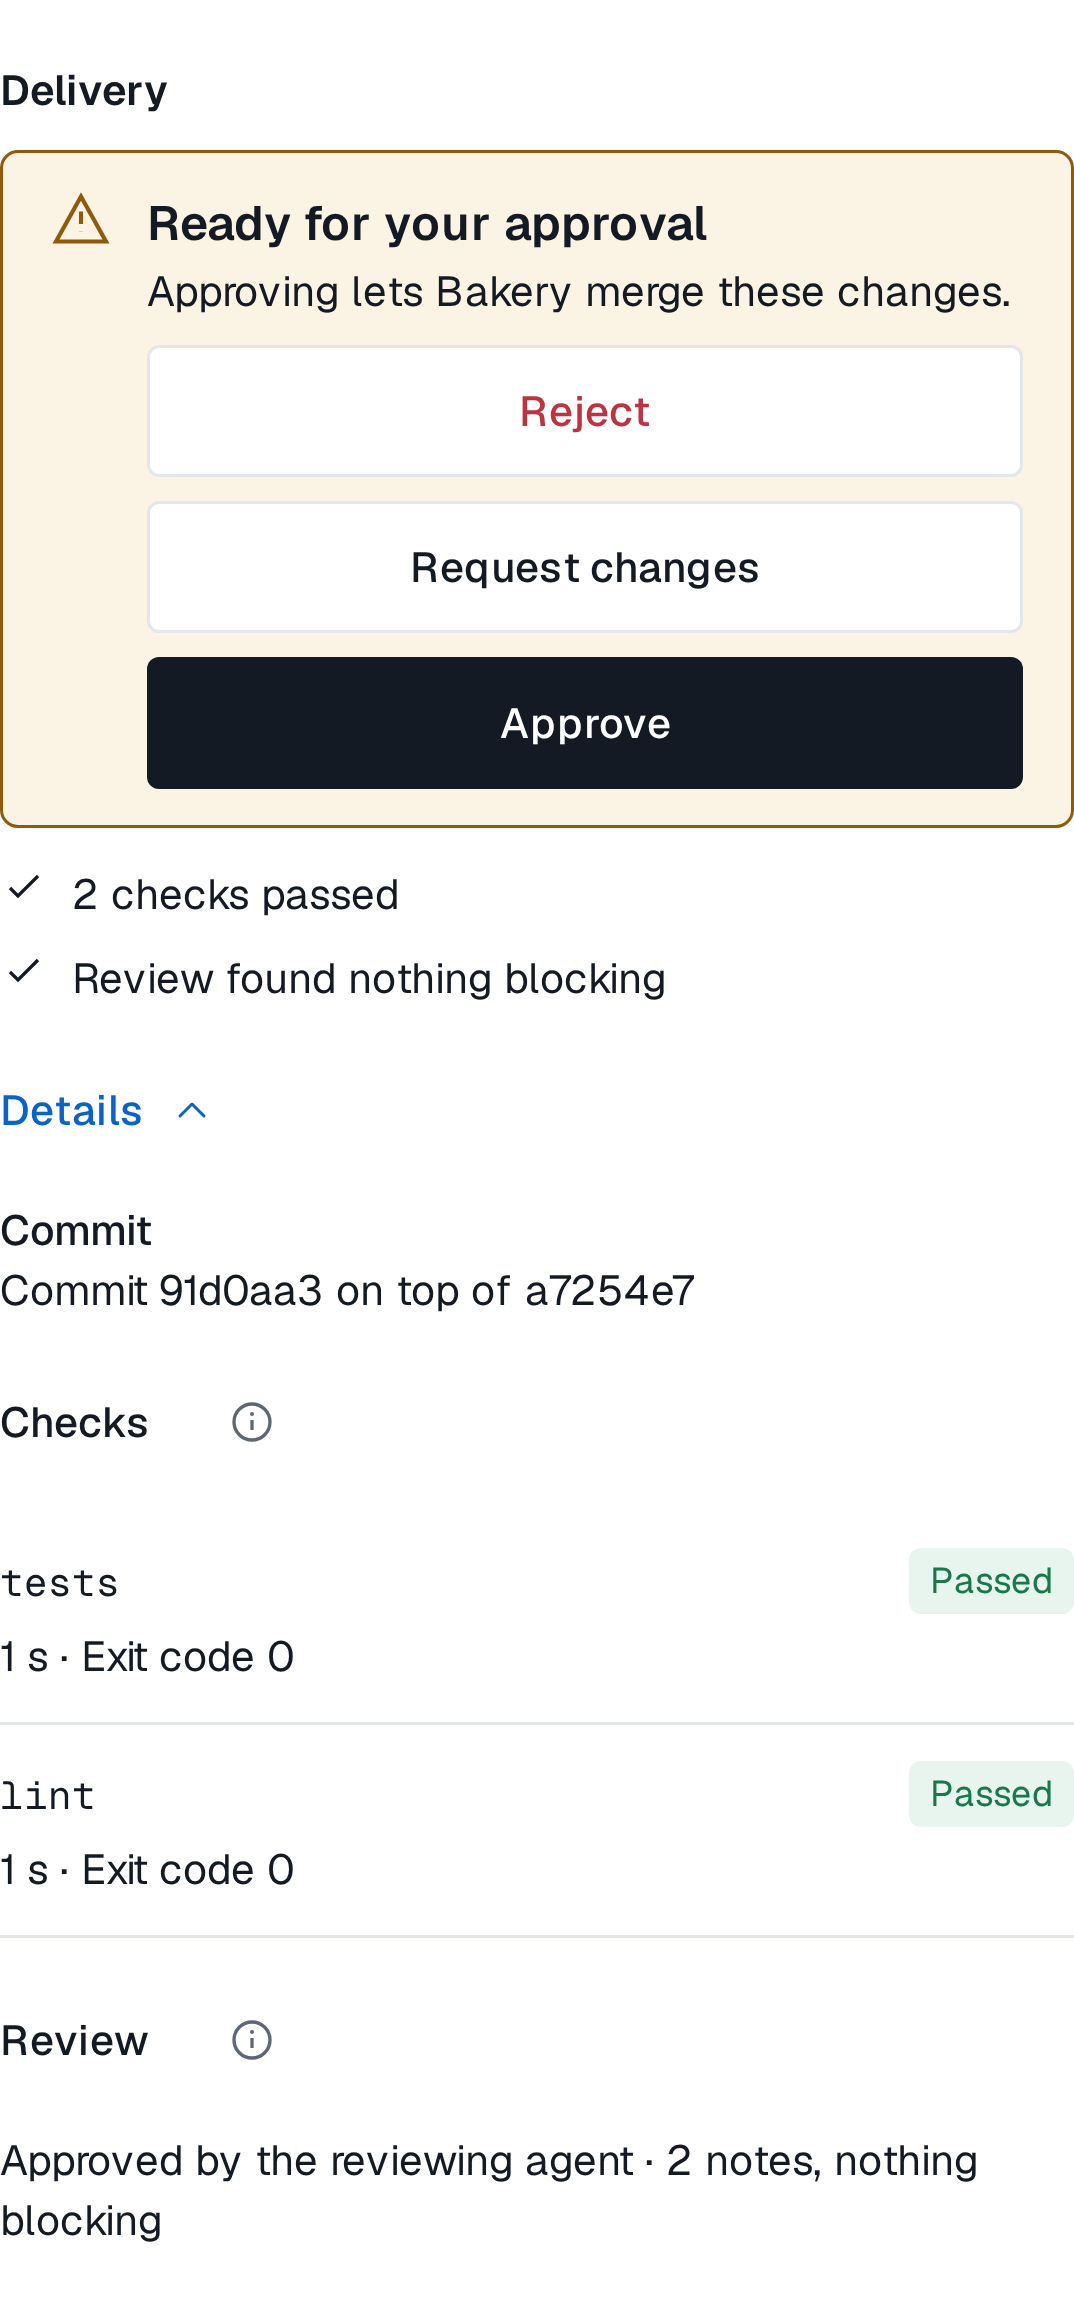 Delivery
Ready for your approval
Approving lets Bakery merge these changes.
Reject
Request changes
Approve
2 checks passed
Review found nothing blocking
Details
Commit
Commit 91d0aa3 on top of a7254e7
Checks
tests
Passed
1 s · Exit code 0
lint
Passed
1 s · Exit code 0
Review
Approved by the reviewing agent · 2 notes, nothing
blocking